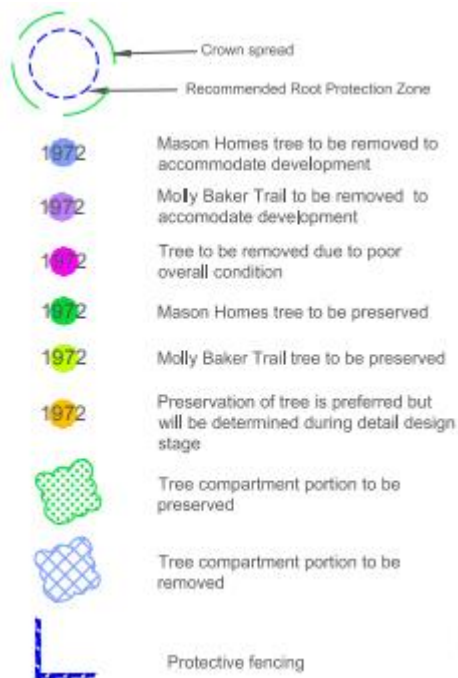 Crown spread
Recommended Root Protection Zone
1972
Mason Homes tree to be removed to
accommodate development
1972
Molly Baker Trail to be removed to
accomodate development
1972
Tree to be removed due to poor
overall condition
1972
Mason Homes tree to be preserved
1972
Molly Baker Trail tree to be preserved
1972
Preservation of tree is preferred but
will be determined during detail design
stage
Tree compartment portion to be
preserved
Tree compartment portion to be
removed
Protective fencing